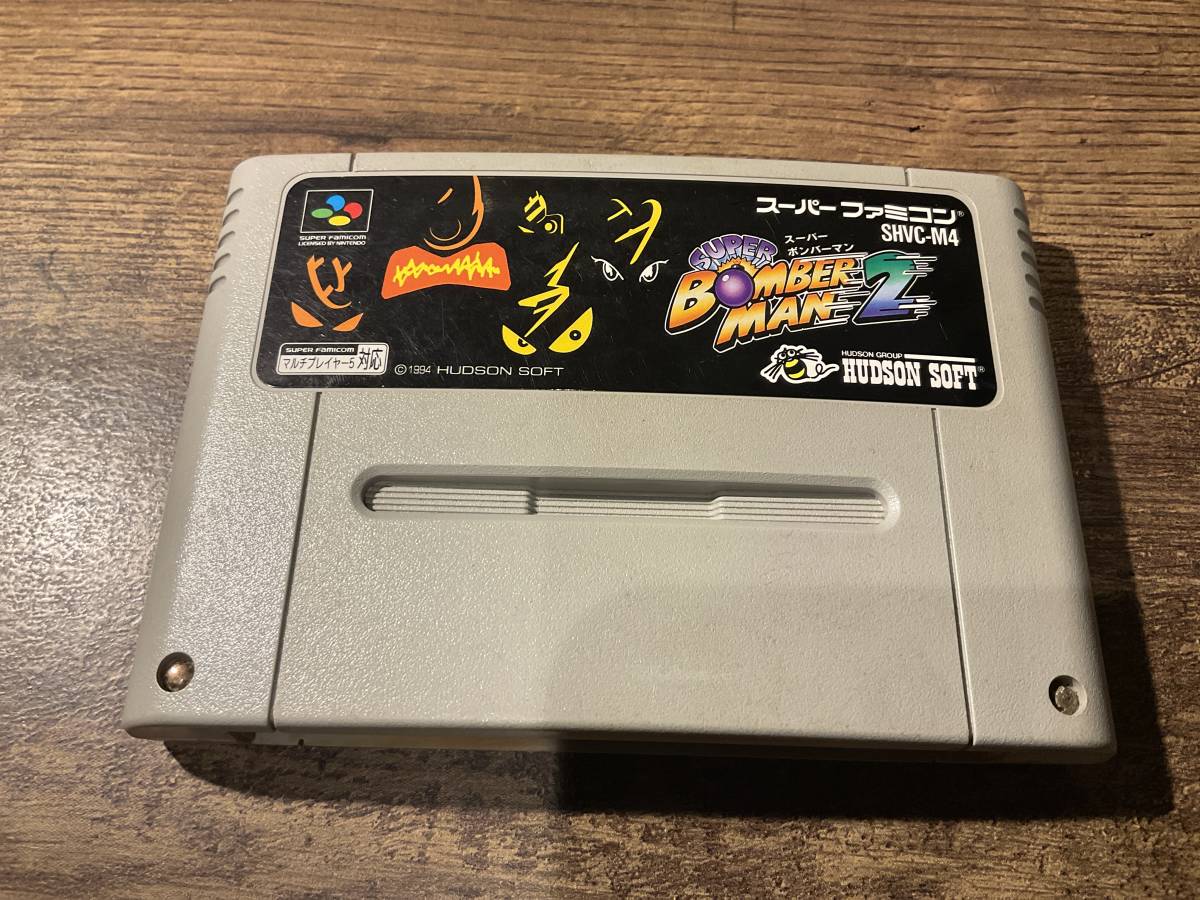 SUPER FAMICOM
LICENSED BY NINTENDO
スーパーファミコン®
SHVC-M4
スーパー
ボンバーマン
SUPER
BOMBER
MAN 2
SUPER FAMICOM
マルチプレイヤー5 対応
©1994 HUDSON SOFT
HUDSON GROUP
HUDSON SOFT®